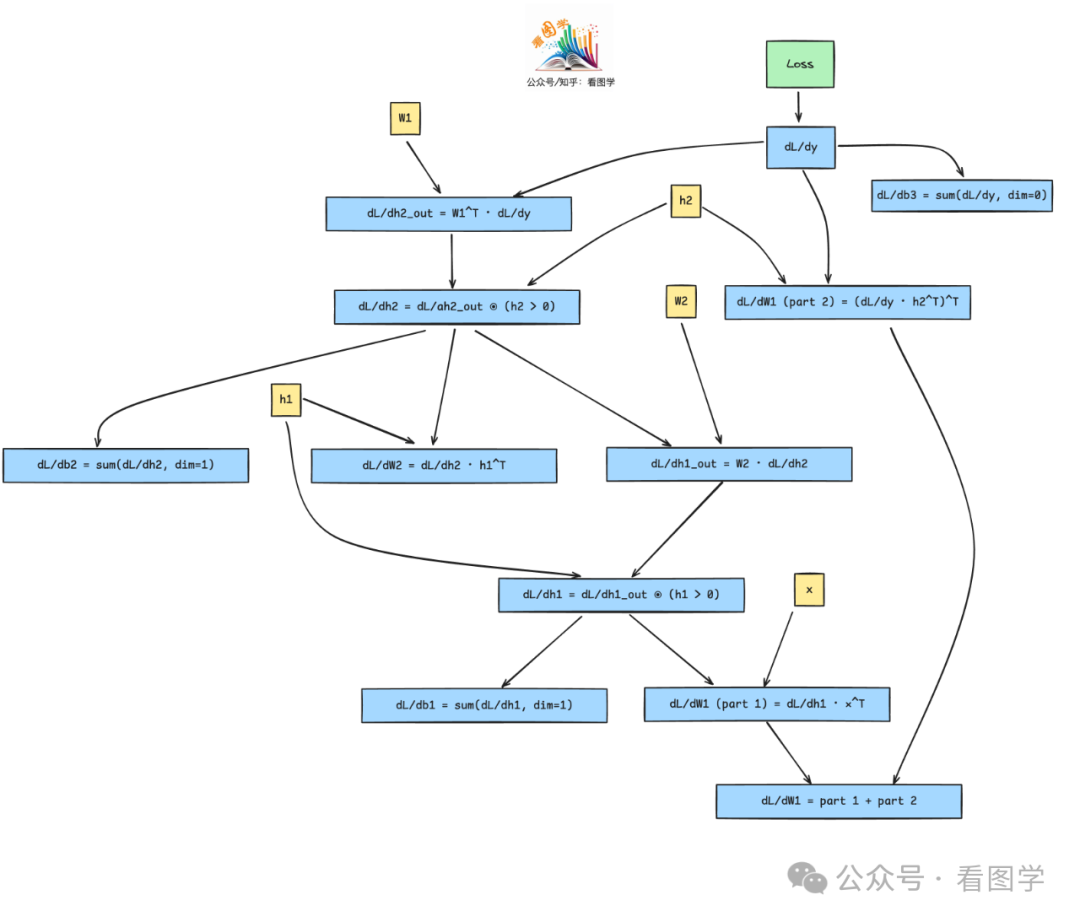 看图学
公众号/知乎：看图学
Loss
W1
dL/dy
dL/db3 = sum(dL/dy, dim=0)
dL/dh2_out = W1^T · dL/dy
h2
dL/dh2 = dL/ah2_out ⊙ (h2 > 0)
W2
dL/dW1 (part 2) = (dL/dy · h2^T)^T
h1
dL/db2 = sum(dL/dh2, dim=1)
dL/dW2 = dL/dh2 · h1^T
dL/dh1_out = W2 · dL/dh2
dL/dh1 = dL/dh1_out ⊙ (h1 > 0)
x
dL/db1 = sum(dL/dh1, dim=1)
dL/dW1 (part 1) = dL/dh1 · x^T
dL/dW1 = part 1 + part 2
公众号 · 看图学